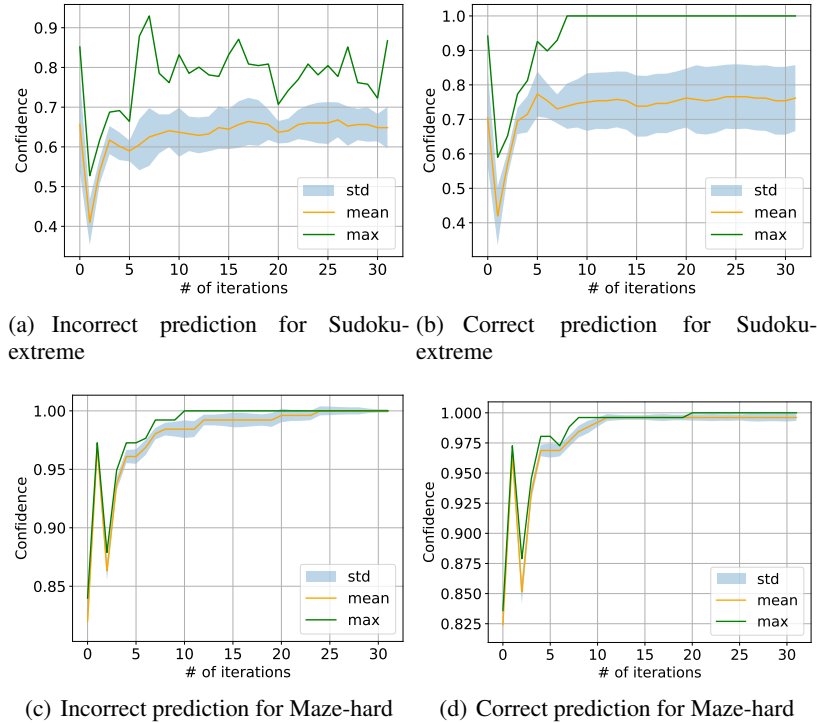 0.9
0.8
0.7
0.6
0.5
0.4
Confidence
0 5 10 15 20 25 30
# of iterations
std
mean
max
1.0
0.9
0.8
0.7
0.6
0.5
0.4
Confidence
0 5 10 15 20 25 30
# of iterations
std
mean
max
(a) Incorrect prediction for Sudoku-
extreme
(b) Correct prediction for Sudoku-
extreme
1.00
0.95
0.90
0.85
Confidence
0 5 10 15 20 25 30
# of iterations
std
mean
max
1.000
0.975
0.950
0.925
0.900
0.875
0.850
0.825
Confidence
0 5 10 15 20 25 30
# of iterations
std
mean
max
(c) Incorrect prediction for Maze-hard
(d) Correct prediction for Maze-hard